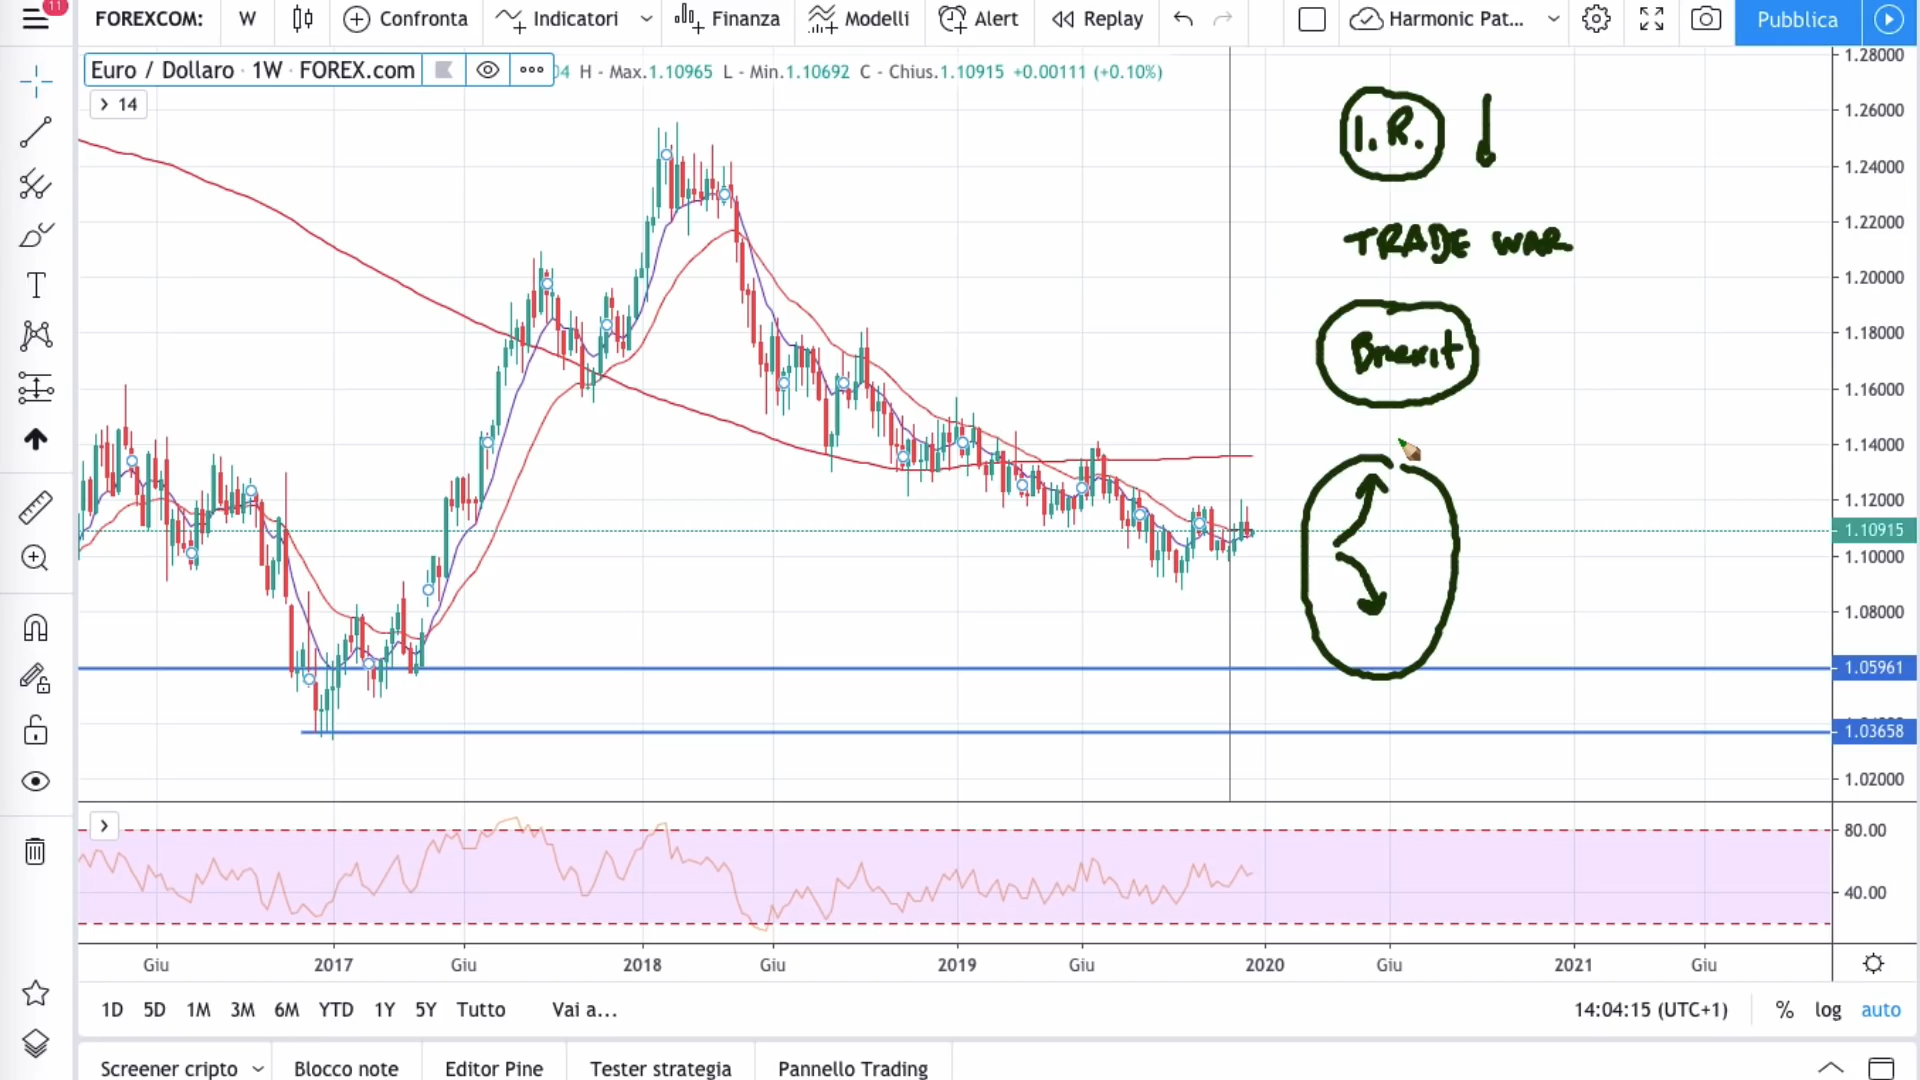 11
FOREXCOM:
W
Confronta
Indicatori
Finanza
Modelli
Alert
Replay
Harmonic Pat...
Pubblica
Euro / Dollaro · 1W · FOREX.com
04 H - Max.1.10965 L - Min.1.10692 C - Chius.1.10915 +0.00111 (+0.10%)
14
I.R.
TRADE WAR
Brexit
1.28000
1.26000
1.24000
1.22000
1.20000
1.18000
1.16000
1.14000
1.12000
1.10915
1.10000
1.08000
1.05961
1.03658
1.02000
80.00
40.00
Giu 2017 Giu 2018 Giu 2019 Giu 2020 Giu 2021 Giu
1D 5D 1M 3M 6M YTD 1Y 5Y Tutto Vai a...
14:04:15 (UTC+1) % log auto
Screener cripto Blocco note Editor Pine Tester strategia Pannello Trading